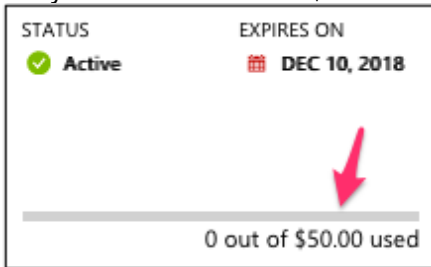 STATUS EXPIRES ON
Active DEC 10, 2018
0 out of $50.00 used